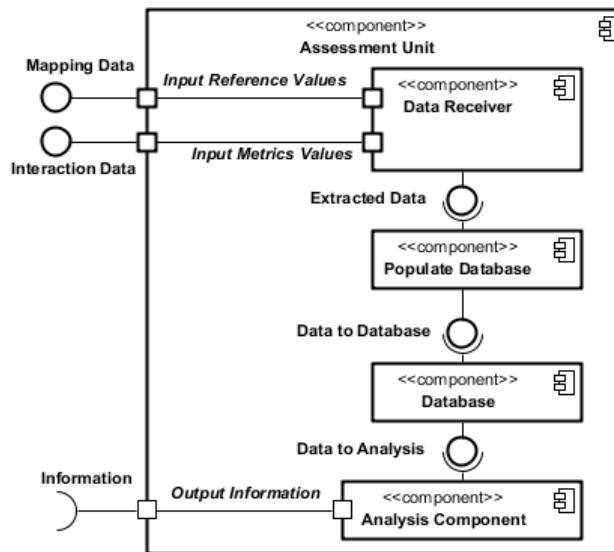 <<component>>
Assessment Unit
Mapping Data
Input Reference Values
<<component>>
Data Receiver
Input Metrics Values
Interaction Data
Extracted Data
<<component>>
Populate Database
Data to Database
<<component>>
Database
Data to Analysis
Information
Output Information
<<component>>
Analysis Component